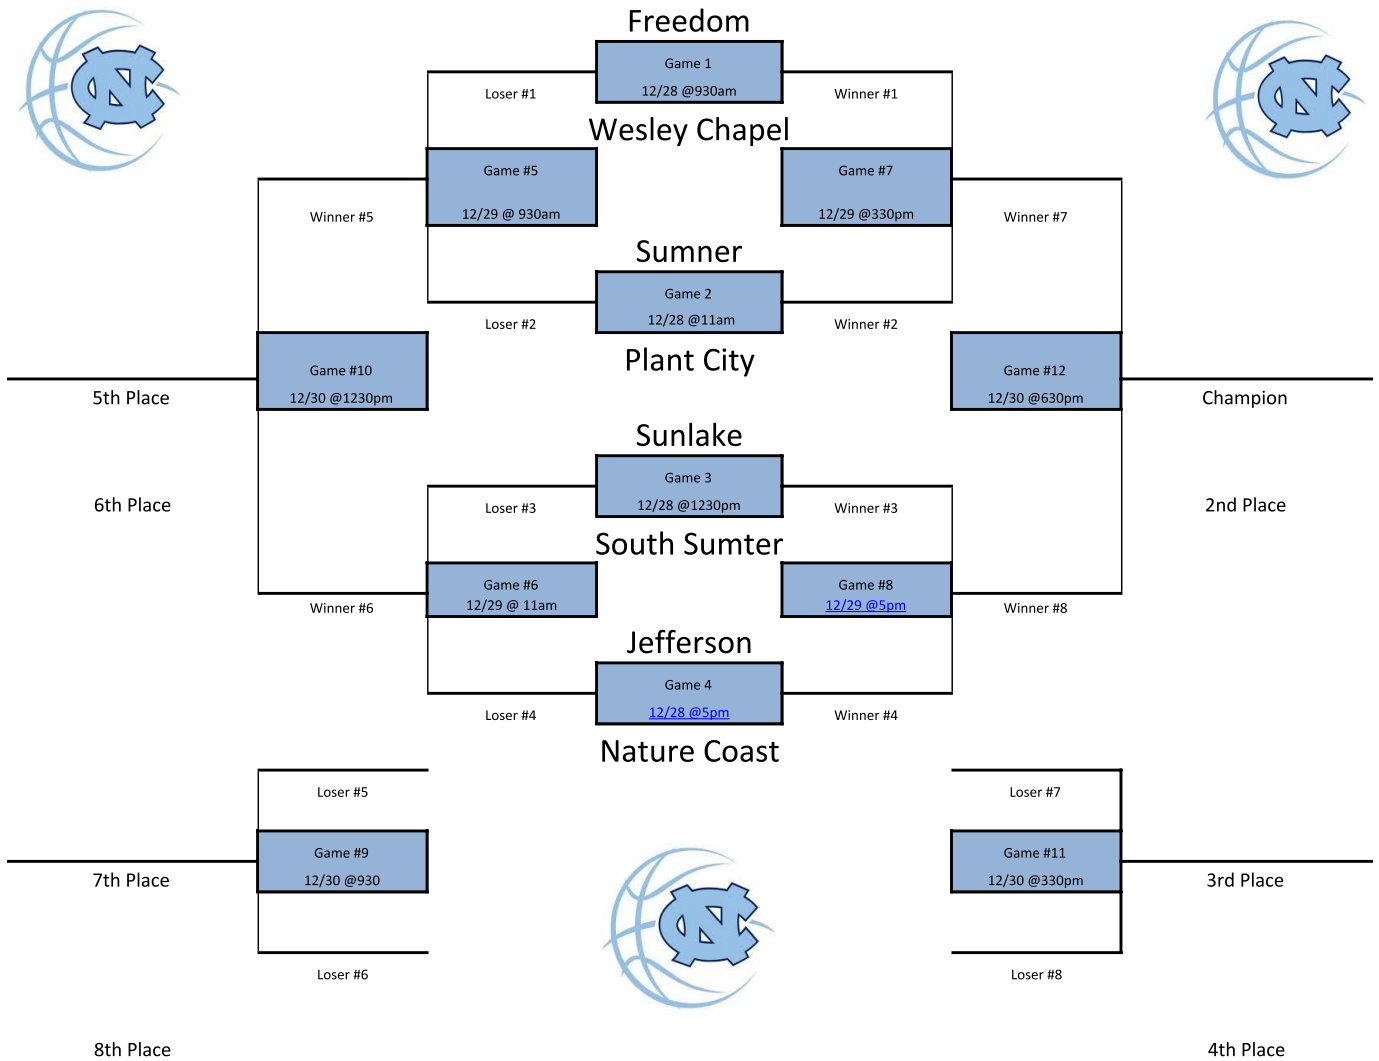 Freedom
Game 1
12/28 @930am
Loser #1
Winner #1
Wesley Chapel
Game #5
12/29 @ 930am
Game #7
12/29 @330pm
Winner #5
Winner #7
Sumner
Game 2
12/28 @11am
Loser #2
Winner #2
Plant City
Game #10
12/30 @1230pm
Game #12
12/30 @630pm
5th Place
Champion
Sunlake
Game 3
12/28 @1230pm
6th Place
Loser #3
Winner #3
2nd Place
South Sumter
Game #6
12/29 @ 11am
Game #8
12/29 @5pm
Winner #6
Winner #8
Jefferson
Game 4
12/28 @5pm
Loser #4
Winner #4
Nature Coast
Loser #5
Loser #7
Game #9
12/30 @930
Game #11
12/30 @330pm
7th Place
3rd Place
Loser #6
Loser #8
8th Place
4th Place
NC
NC
NC